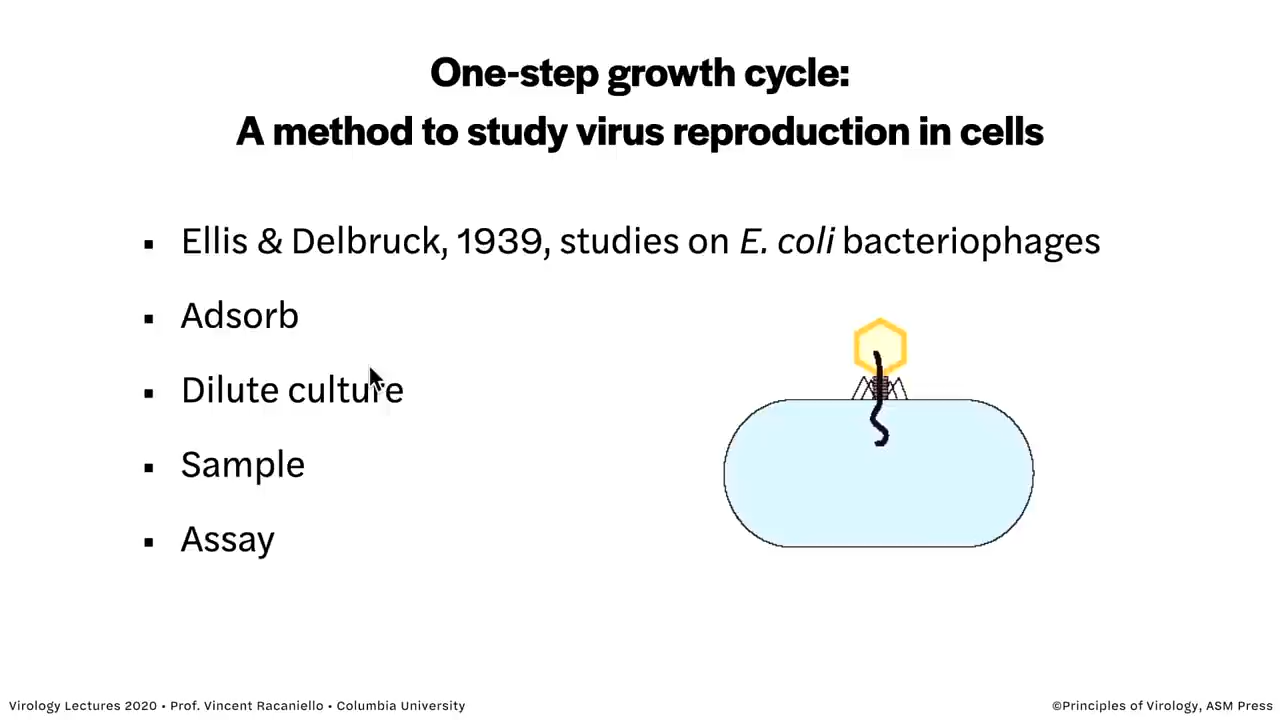 One-step growth cycle:
A method to study virus reproduction in cells
▪ Ellis & Delbruck, 1939, studies on E. coli bacteriophages
▪ Adsorb
▪ Dilute culture
▪ Sample
▪ Assay
Virology Lectures 2020 • Prof. Vincent Racaniello • Columbia University
©Principles of Virology, ASM Press